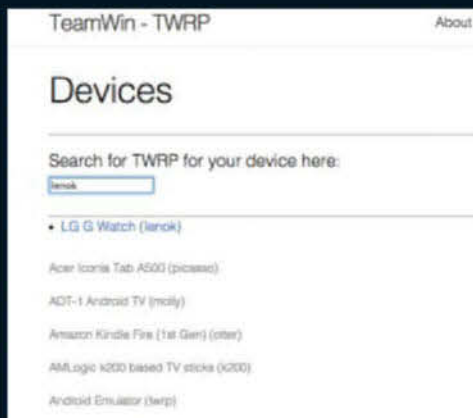 TeamWin - TWRP
About
Devices
Search for TWRP for your device here:
lenok
LG G Watch (lenok)
Acer Iconia Tab A500 (picasso)
ADT-1 Android TV (molly)
Amazon Kindle Fire (1st Gen) (otter)
AMLogic k200 based TV sticks (k200)
Android Emulator (twrp)